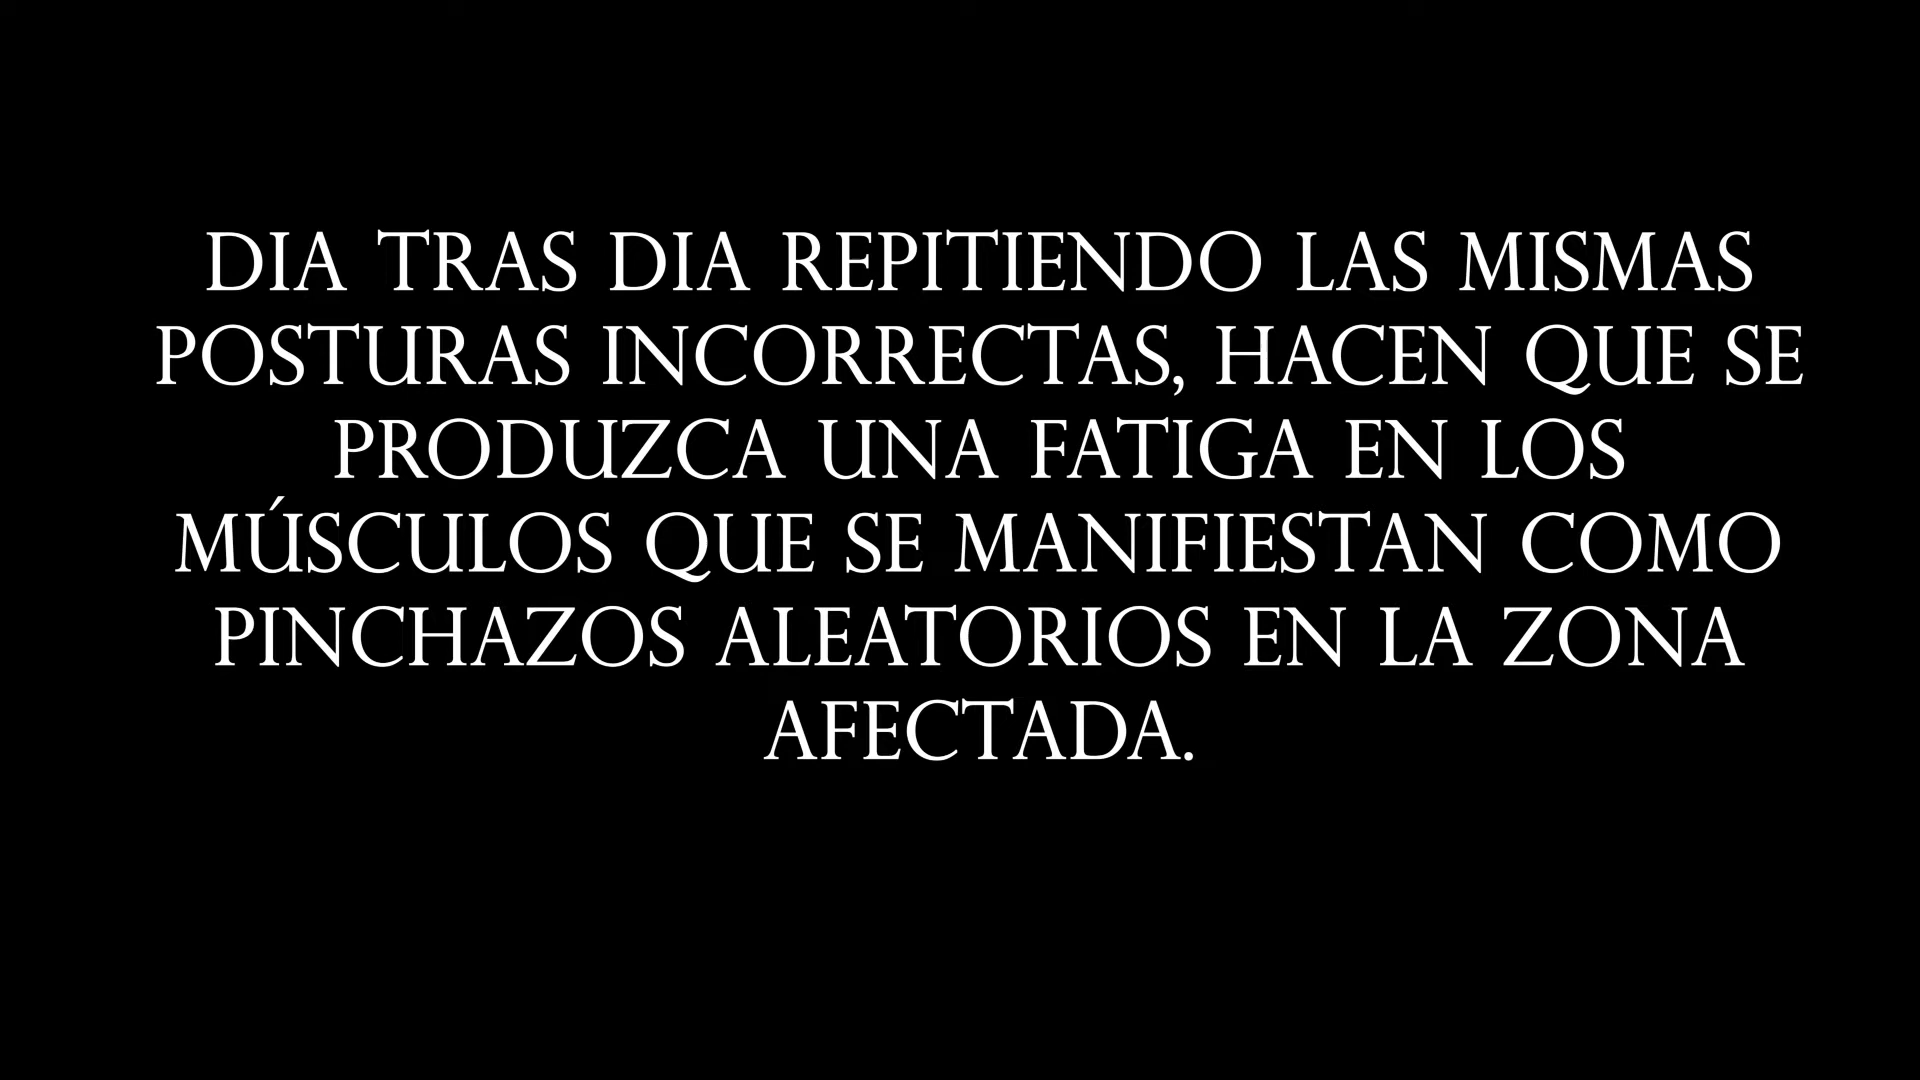 DIA TRAS DIA REPITIENDO LAS MISMAS
POSTURAS INCORRECTAS, HACEN QUE SE
PRODUZCA UNA FATIGA EN LOS
MÚSCULOS QUE SE MANIFIESTAN COMO
PINCHAZOS ALEATORIOS EN LA ZONA
AFECTADA.